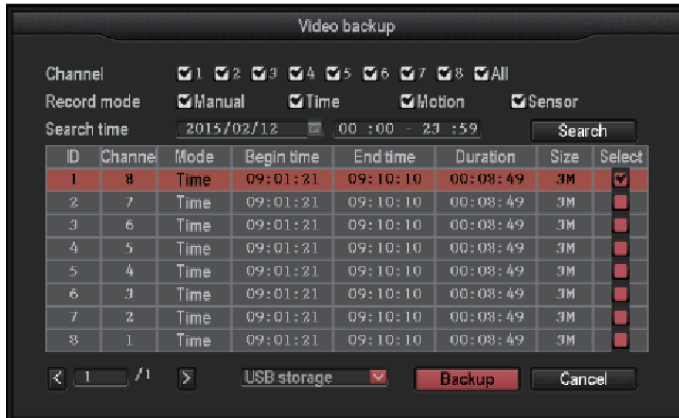 Video backup
Channel 1 2 3 4 5 6 7 8 All
Record mode Manual Time Motion Sensor
Search time 2015/02/12 00 :00 - 23 :59 Search
ID Channel Mode Begin time End time Duration Size Select
1 8 Time 09:01:21 09:10:10 00:08:49 3M
2 7 Time 09:01:21 09:10:10 00:08:49 3M
3 6 Time 09:01:21 09:10:10 00:08:49 3M
4 5 Time 09:01:21 09:10:10 00:08:49 3M
5 4 Time 09:01:21 09:10:10 00:08:49 3M
6 3 Time 09:01:21 09:10:10 00:08:49 3M
7 2 Time 09:01:21 09:10:10 00:08:49 3M
8 1 Time 09:01:21 09:10:10 00:08:49 3M
< 1 /1 > USB storage Backup Cancel